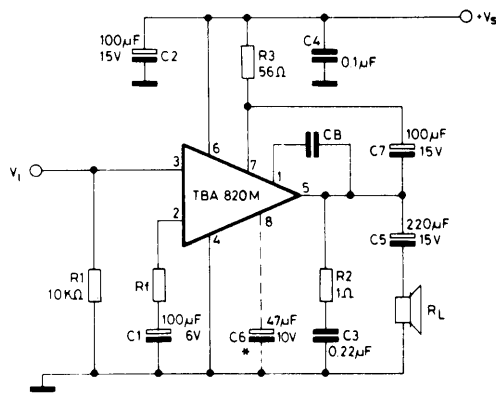 +Vs
100µF
15V
C2
R3
56Ω
C4
0.1µF
CB
100µF
C7
15V
6
7
1
VI
3
TBA 820M
5
2
8
4
220µF
C5
15V
R1
10KΩ
Rf
R2
1Ω
RL
100µF
C1
6V
47µF
C6
10V
*
C3
0.22µF